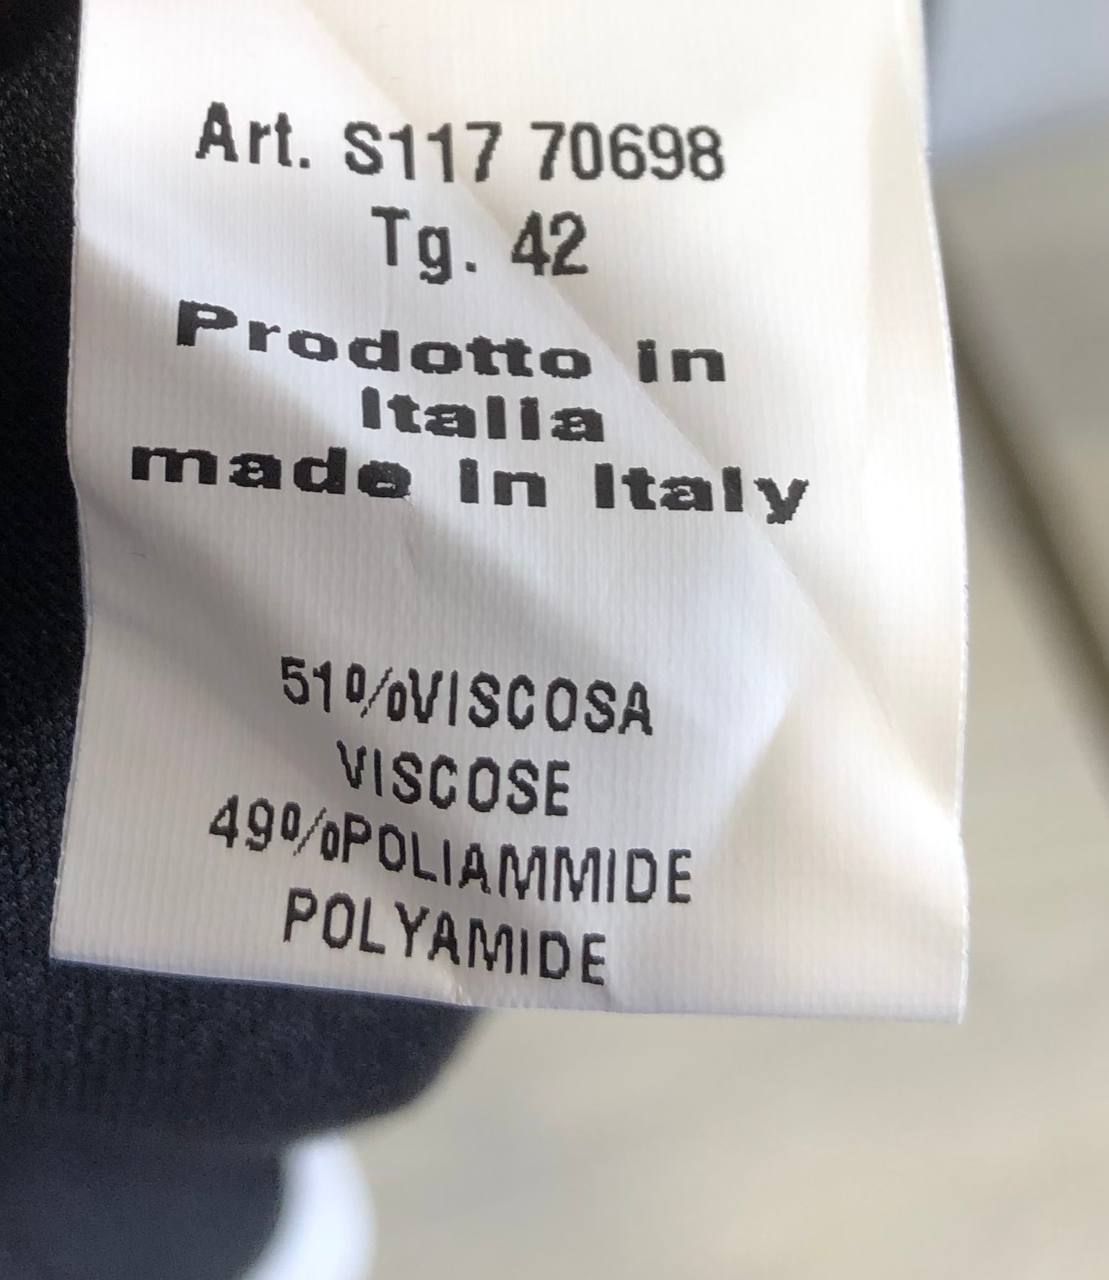 Art. S117 70698
Tg. 42
Prodotto in
Italia
made in Italy
51%VISCOSA
VISCOSE
49%POLIAMMIDE
POLYAMIDE